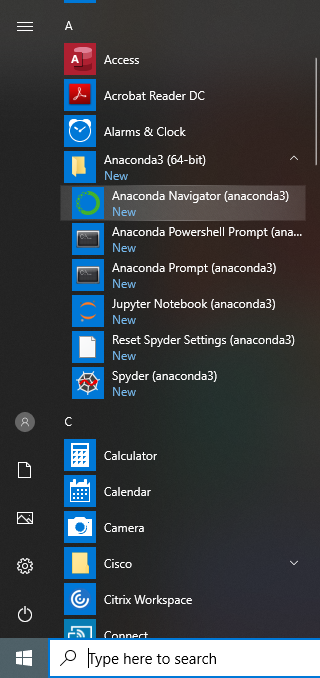 A
Access
Acrobat Reader DC
Alarms & Clock
Anaconda3 (64-bit)
New
Anaconda Navigator (anaconda3)
New
Anaconda Powershell Prompt (ana...
New
Anaconda Prompt (anaconda3)
New
Jupyter Notebook (anaconda3)
New
Reset Spyder Settings (anaconda3)
New
Spyder (anaconda3)
New
C
Calculator
Calendar
Camera
Cisco
Citrix Workspace
Connect
Type here to search